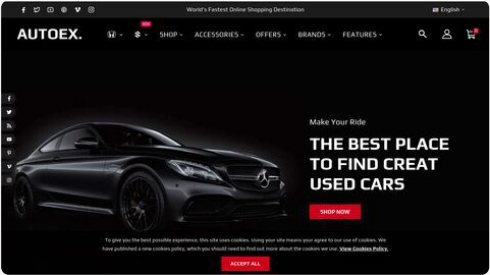 World's Fastest Online Shopping Destination
English
AUTOEX.
SHOP
ACCESSORIES
OFFERS
BRANDS
FEATURES
Make Your Ride
THE BEST PLACE
TO FIND CREAT
USED CARS
SHOP NOW
To give you the best possible experience, this site uses cookies. Using your site means your agree to our use of cookies. We
have published a new cookies policy, which you should need to find out more about the cookies we use. View Cookies Policy.
ACCEPT ALL